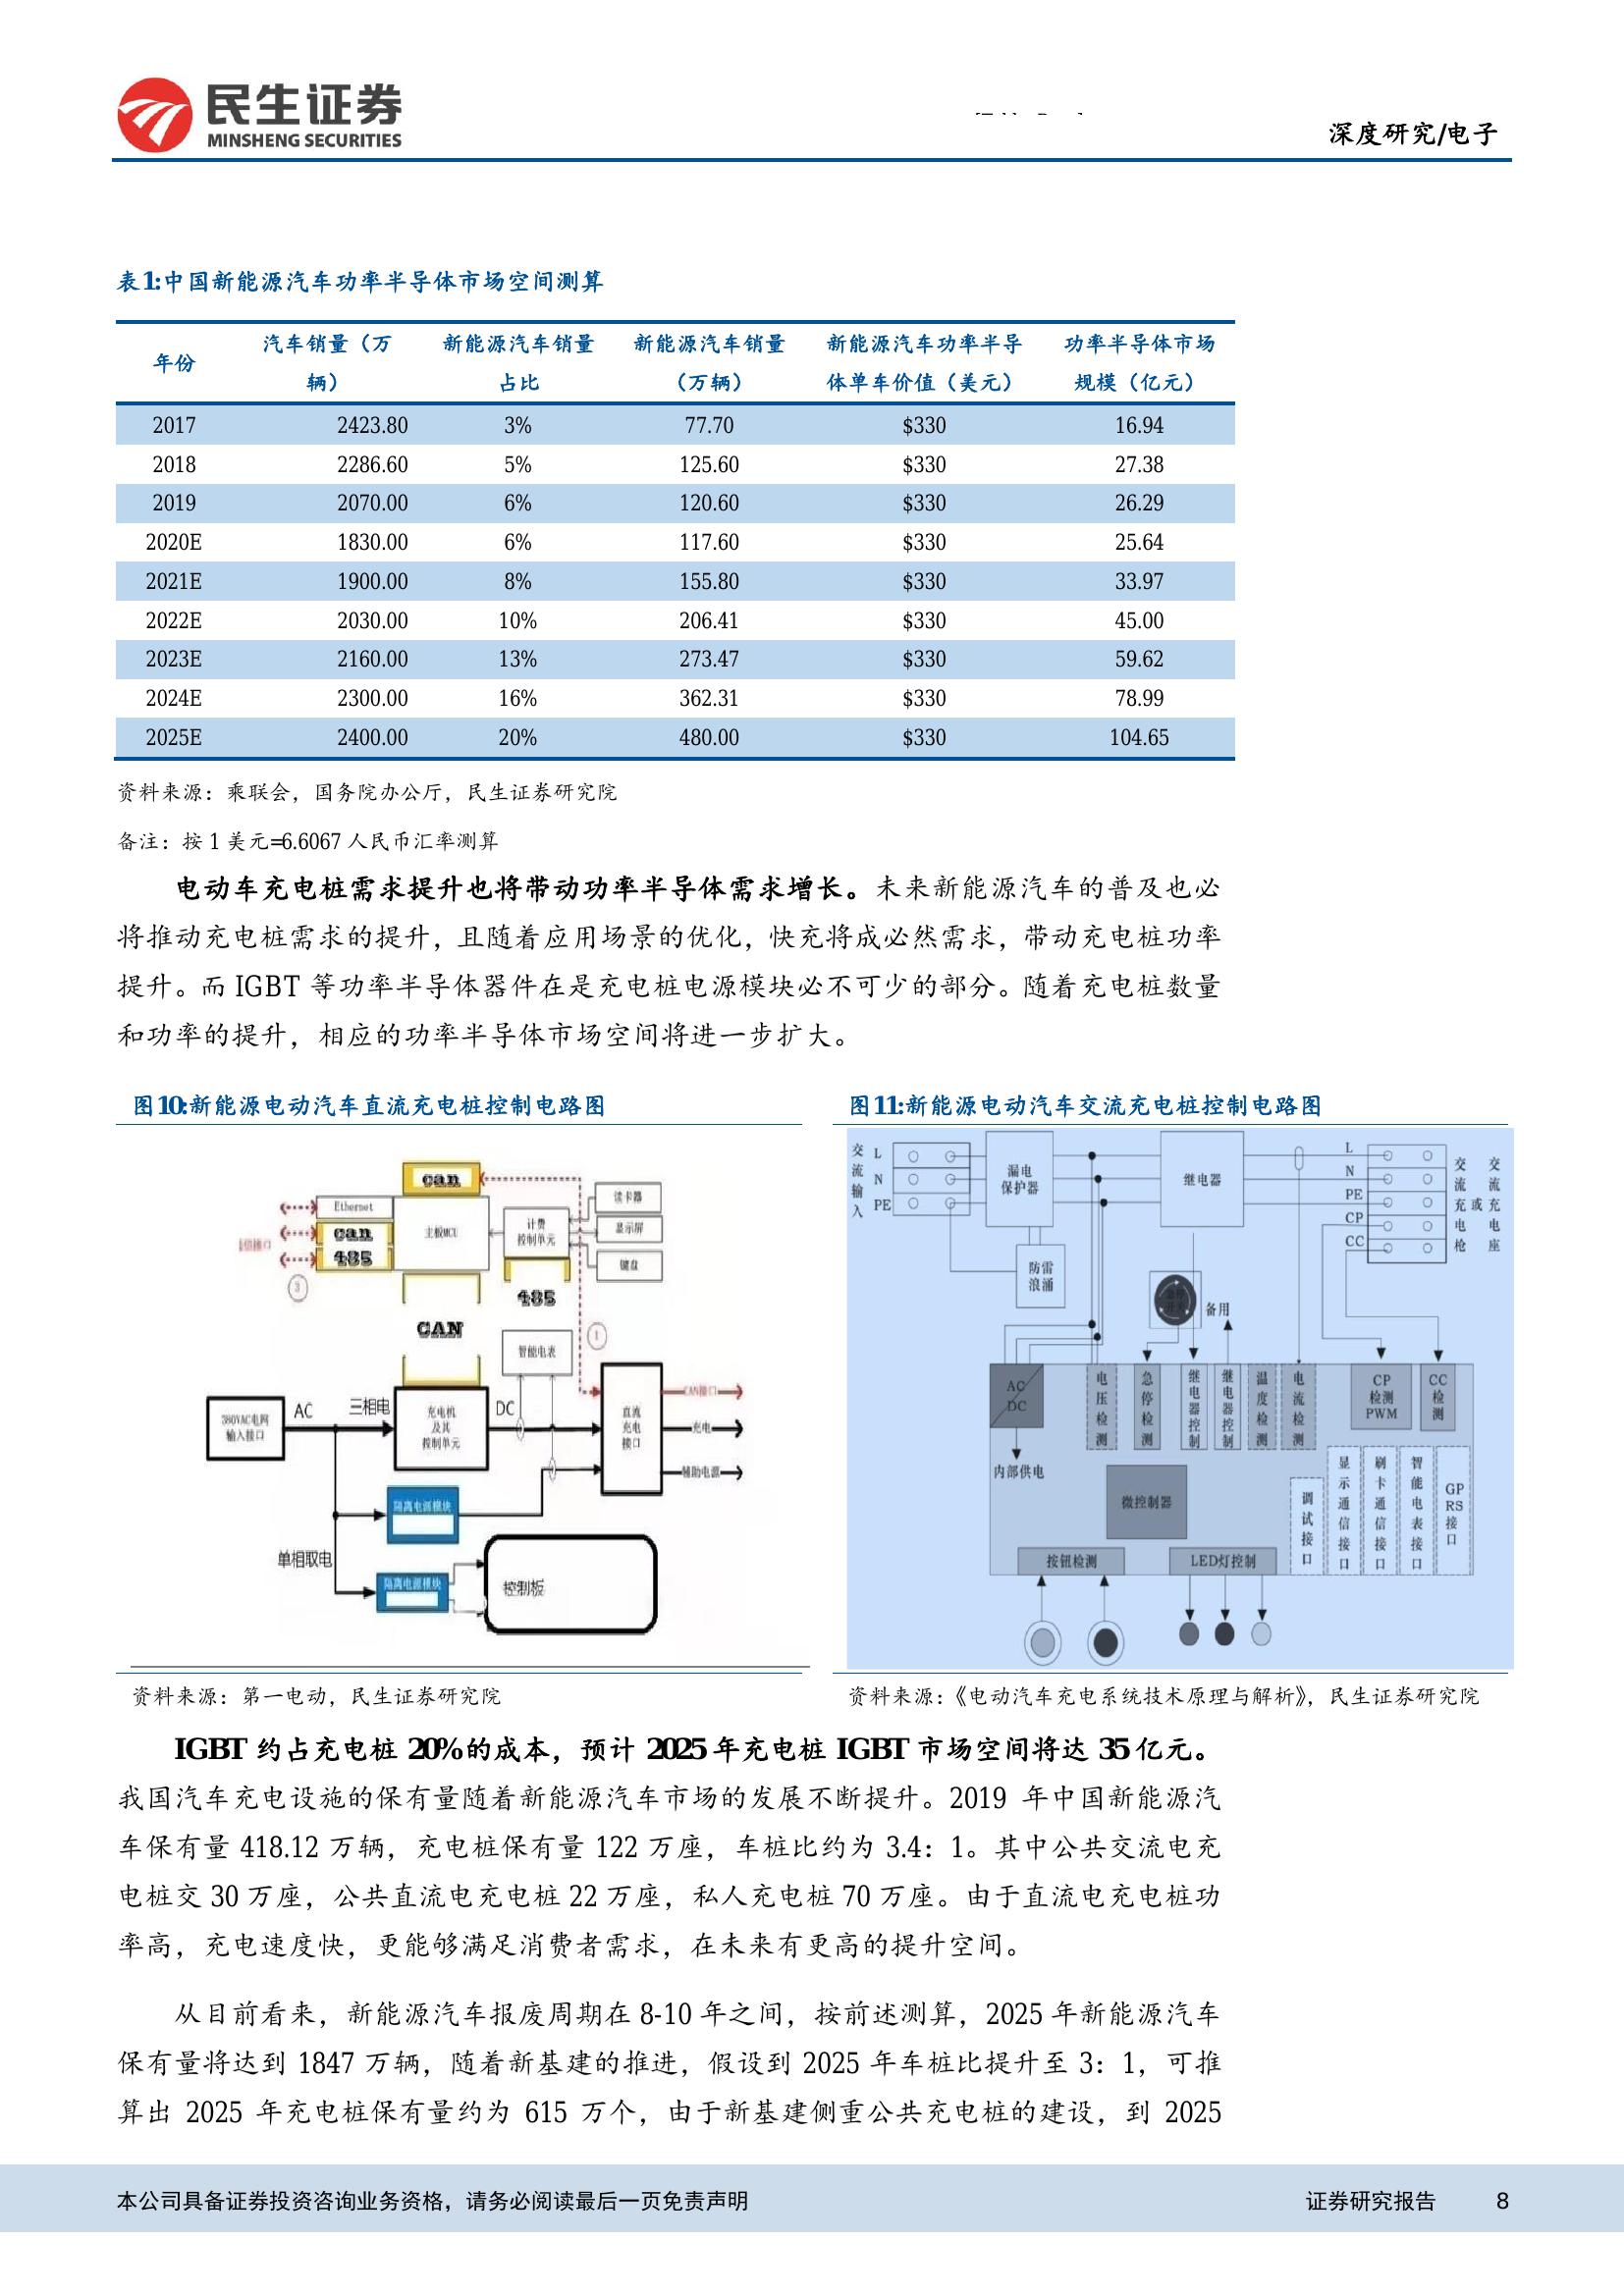 民生证券
MINSHENG SECURITIES
深度研究/电子
表1:中国新能源汽车功率半导体市场空间测算
年份 汽车销量（万辆） 新能源汽车销量占比 新能源汽车销量（万辆） 新能源汽车功率半导体单车价值（美元） 功率半导体市场规模（亿元）
2017 2423.80 3% 77.70 $330 16.94
2018 2286.60 5% 125.60 $330 27.38
2019 2070.00 6% 120.60 $330 26.29
2020E 1830.00 6% 117.60 $330 25.64
2021E 1900.00 8% 155.80 $330 33.97
2022E 2030.00 10% 206.41 $330 45.00
2023E 2160.00 13% 273.47 $330 59.62
2024E 2300.00 16% 362.31 $330 78.99
2025E 2400.00 20% 480.00 $330 104.65
资料来源：乘联会，国务院办公厅，民生证券研究院
备注：按 1 美元=6.6067 人民币汇率测算
电动车充电桩需求提升也将带动功率半导体需求增长。未来新能源汽车的普及也必
将推动充电桩需求的提升，且随着应用场景的优化，快充将成必然需求，带动充电桩功率
提升。而 IGBT 等功率半导体器件在是充电桩电源模块必不可少的部分。随着充电桩数量
和功率的提升，相应的功率半导体市场空间将进一步扩大。
图10:新能源电动汽车直流充电桩控制电路图
can
Ethernet
can
485
主板MCU
计费
控制单元
读卡器
显示屏
键盘
3
485
CAN
1
智能电表
380VAC电网
输入接口
AC
三相电
充电机
及其
控制单元
DC
直流
充电
接口
CAN接口
充电
辅助电源
隔离电源模块
单相取电
隔离电源模块
控制板
图11:新能源电动汽车交流充电桩控制电路图
交流输入
L
N
PE
漏电
保护器
继电器
L
N
PE
CP
CC
交流充电枪
或
交流充电座
防雷
浪涌
备用
AC
DC
内部供电
电压检测
急停检测
继电器控制
继电器控制
温度检测
电流检测
CP
检测
PWM
CC
检
测
微控制器
调试接口
显示通信接口
刷卡通信接口
智能电表接口
GP
RS
接
口
按钮检测
LED灯控制
资料来源：第一电动，民生证券研究院
资料来源：《电动汽车充电系统技术原理与解析》，民生证券研究院
IGBT 约占充电桩 20%的成本，预计 2025 年充电桩 IGBT 市场空间将达 35 亿元。
我国汽车充电设施的保有量随着新能源汽车市场的发展不断提升。2019 年中国新能源汽
车保有量 418.12 万辆，充电桩保有量 122 万座，车桩比约为 3.4：1。其中公共交流电充
电桩交 30 万座，公共直流电充电桩 22 万座，私人充电桩 70 万座。由于直流电充电桩功
率高，充电速度快，更能够满足消费者需求，在未来有更高的提升空间。
从目前看来，新能源汽车报废周期在 8-10 年之间，按前述测算，2025 年新能源汽车
保有量将达到 1847 万辆，随着新基建的推进，假设到 2025 年车桩比提升至 3：1，可推
算出 2025 年充电桩保有量约为 615 万个，由于新基建侧重公共充电桩的建设，到 2025
本公司具备证券投资咨询业务资格，请务必阅读最后一页免责声明
证券研究报告 8